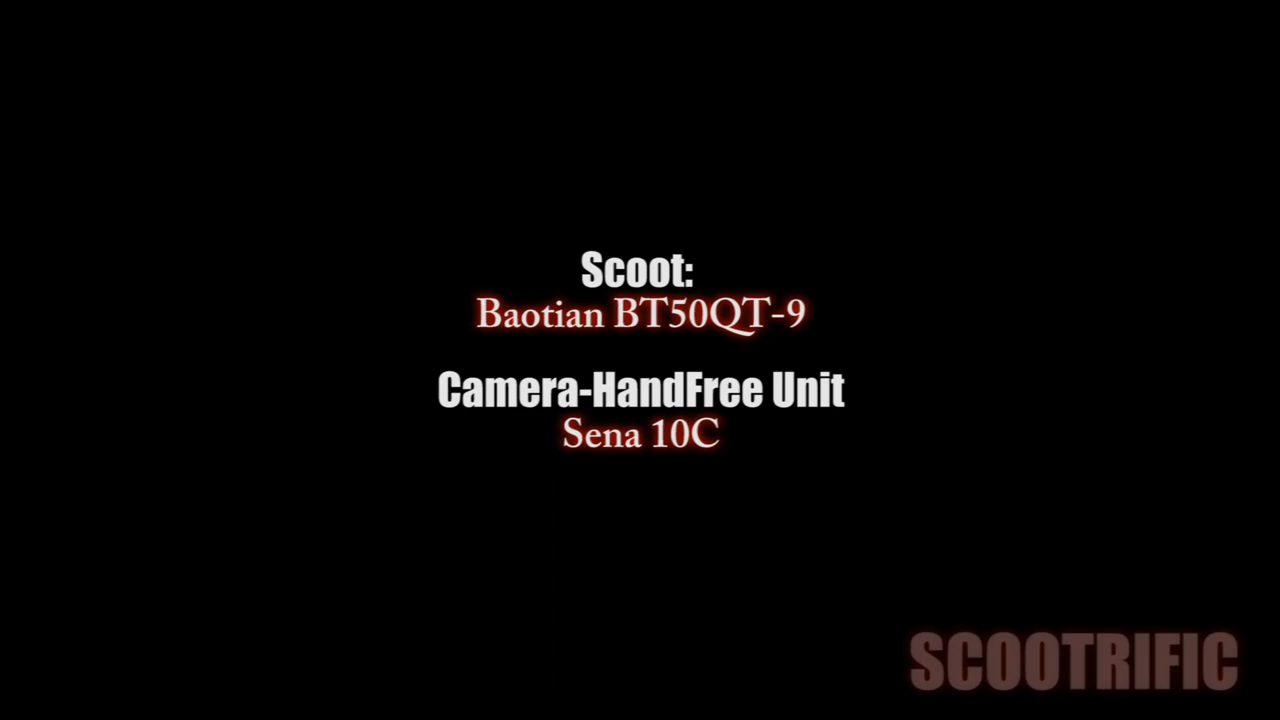 Scoot:
Baotian BT50QT-9
Camera-HandFree Unit
Sena 10C
SCOOTRIFIC